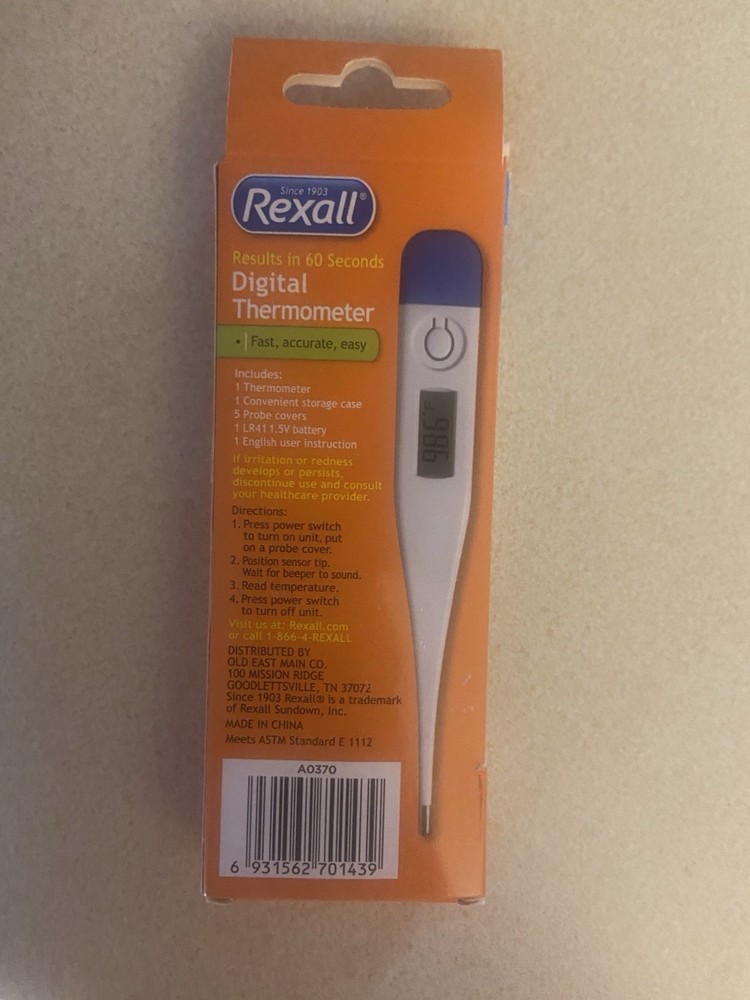 Since 1903
Rexall®
Results in 60 Seconds
Digital
Thermometer
• Fast, accurate, easy
98.6°F
Includes:
1 Thermometer
1 Convenient storage case
5 Probe covers
1 LR41 1.5V battery
1 English user instruction
If irritation or redness
develops or persists,
discontinue use and consult
your healthcare provider.
Directions:
1. Press power switch
to turn on unit, put
on a probe cover.
2. Position sensor tip.
Wait for beeper to sound.
3. Read temperature.
4. Press power switch
to turn off unit.
Visit us at: Rexall.com
or call 1-866-4-REXALL
DISTRIBUTED BY
OLD EAST MAIN CO.
100 MISSION RIDGE
GOODLETTSVILLE, TN 37072
Since 1903 Rexall® is a trademark
of Rexall Sundown, Inc.
MADE IN CHINA
Meets ASTM Standard E 1112
A0370
6 931562 701439